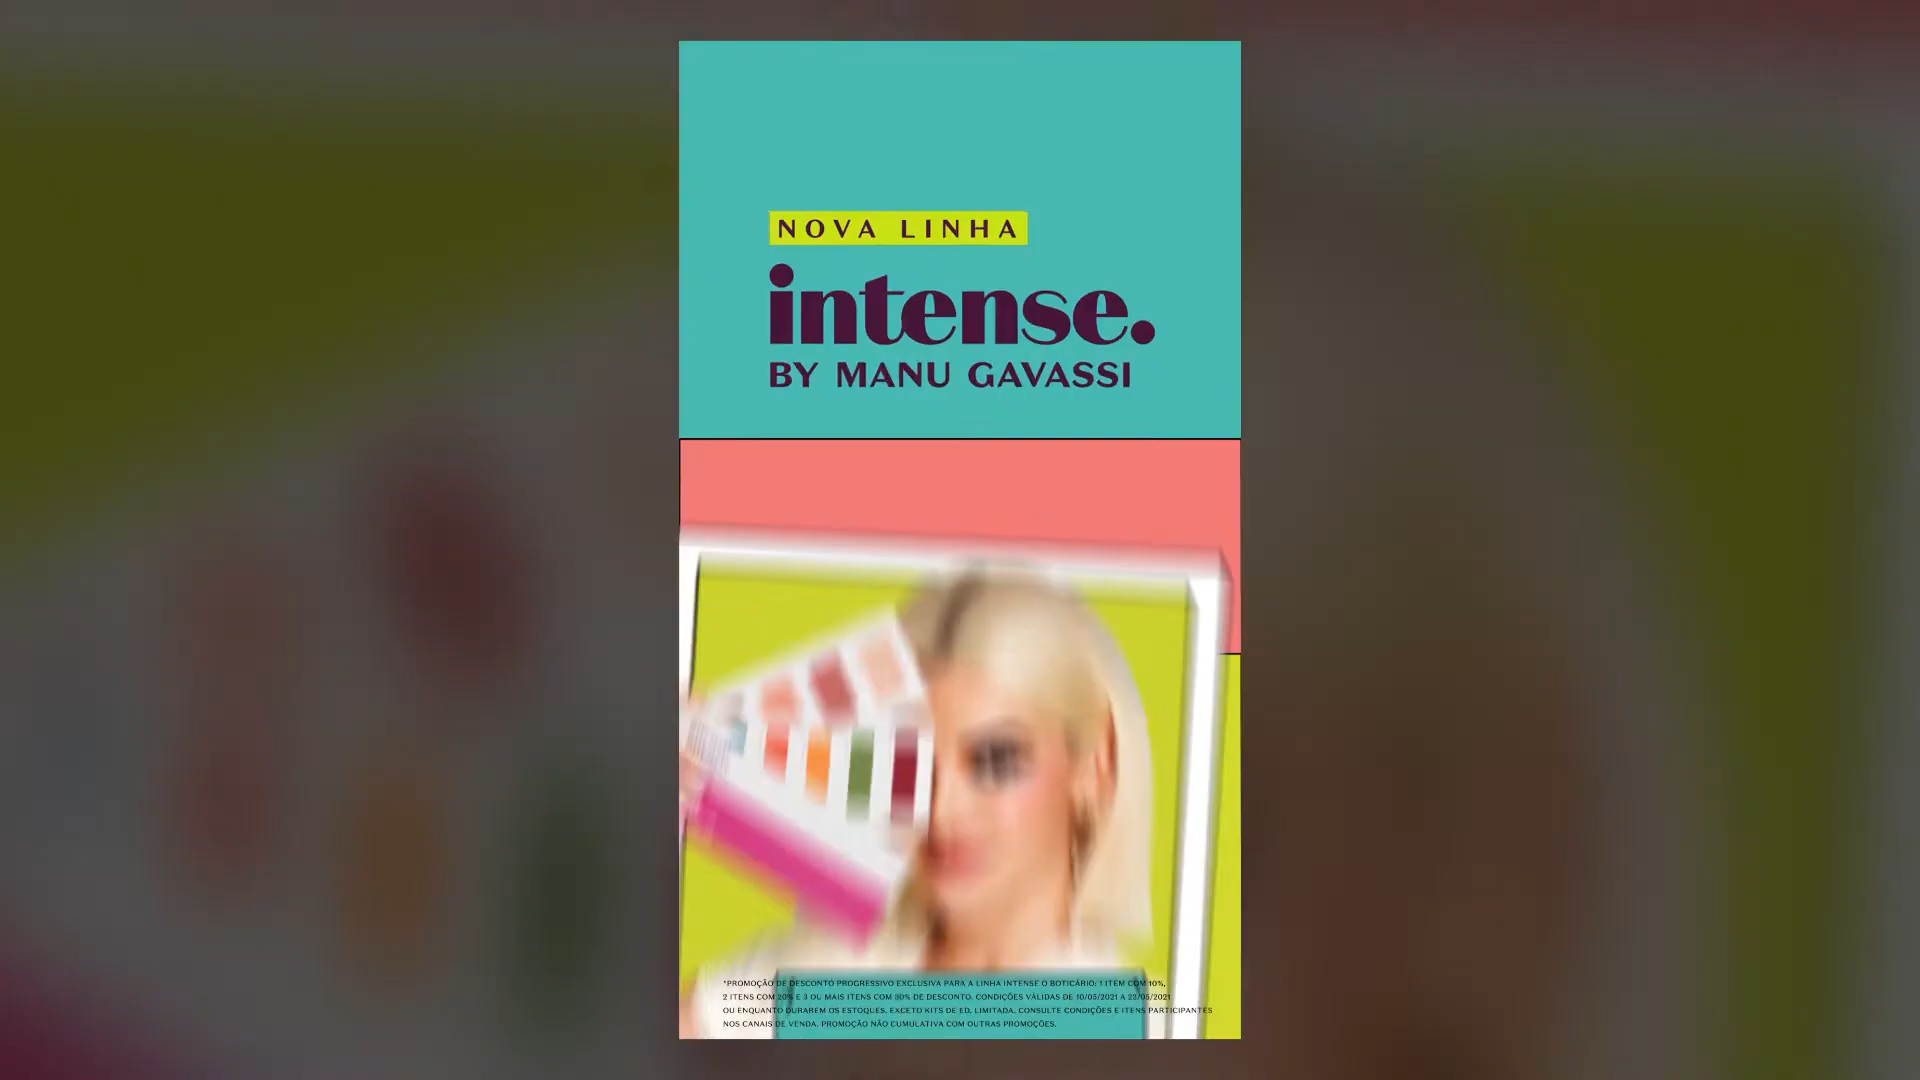 NOVA LINHA
intense.
BY MANU GAVASSI
*PROMOÇÃO DE DESCONTO PROGRESSIVO EXCLUSIVA PARA A LINHA INTENSE O BOTICÁRIO: 1 ITEM COM 10%,
2 ITENS COM 20% E 3 OU MAIS ITENS COM 30% DE DESCONTO. CONDIÇÕES VÁLIDAS DE 10/05/2021 A 23/05/2021
OU ENQUANTO DURAREM OS ESTOQUES. EXCETO KITS DE ED. LIMITADA. CONSULTE CONDIÇÕES E ITENS PARTICIPANTES
NOS CANAIS DE VENDA. PROMOÇÃO NÃO CUMULATIVA COM OUTRAS PROMOÇÕES.